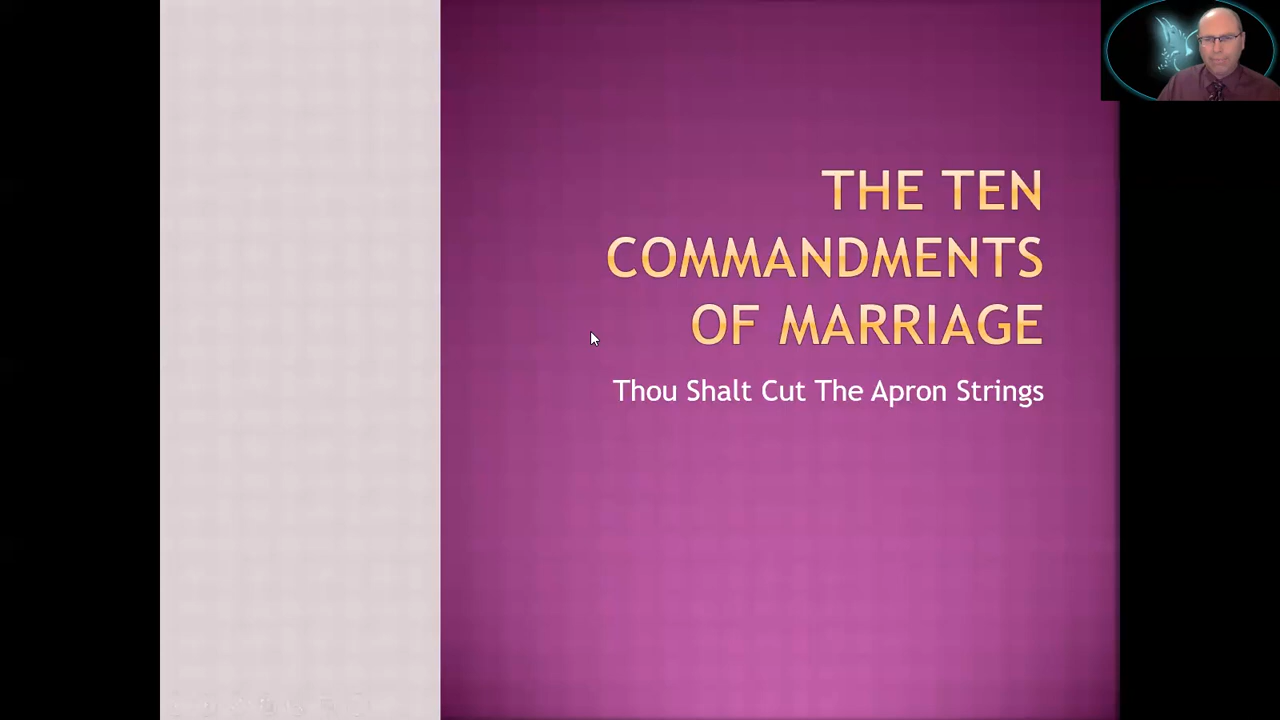 THE TEN
COMMANDMENTS
OF MARRIAGE
Thou Shalt Cut The Apron Strings